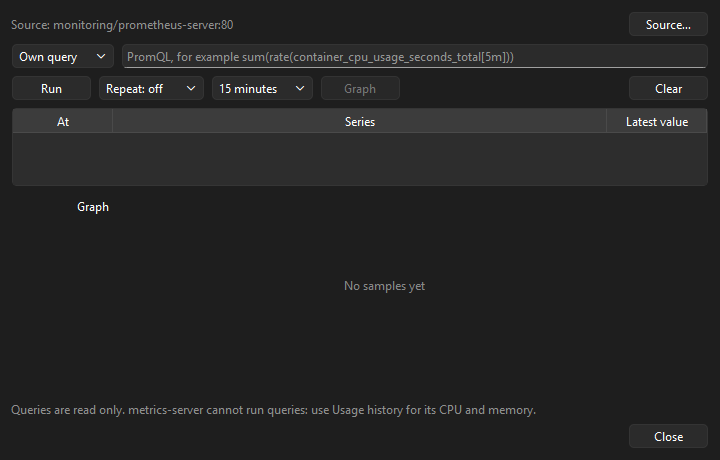 Source: monitoring/prometheus-server:80
Source...
Own query
PromQL, for example sum(rate(container_cpu_usage_seconds_total[5m]))
Run
Repeat: off
15 minutes
Graph
Clear
At
Series
Latest value
Graph
No samples yet
Queries are read only. metrics-server cannot run queries: use Usage history for its CPU and memory.
Close